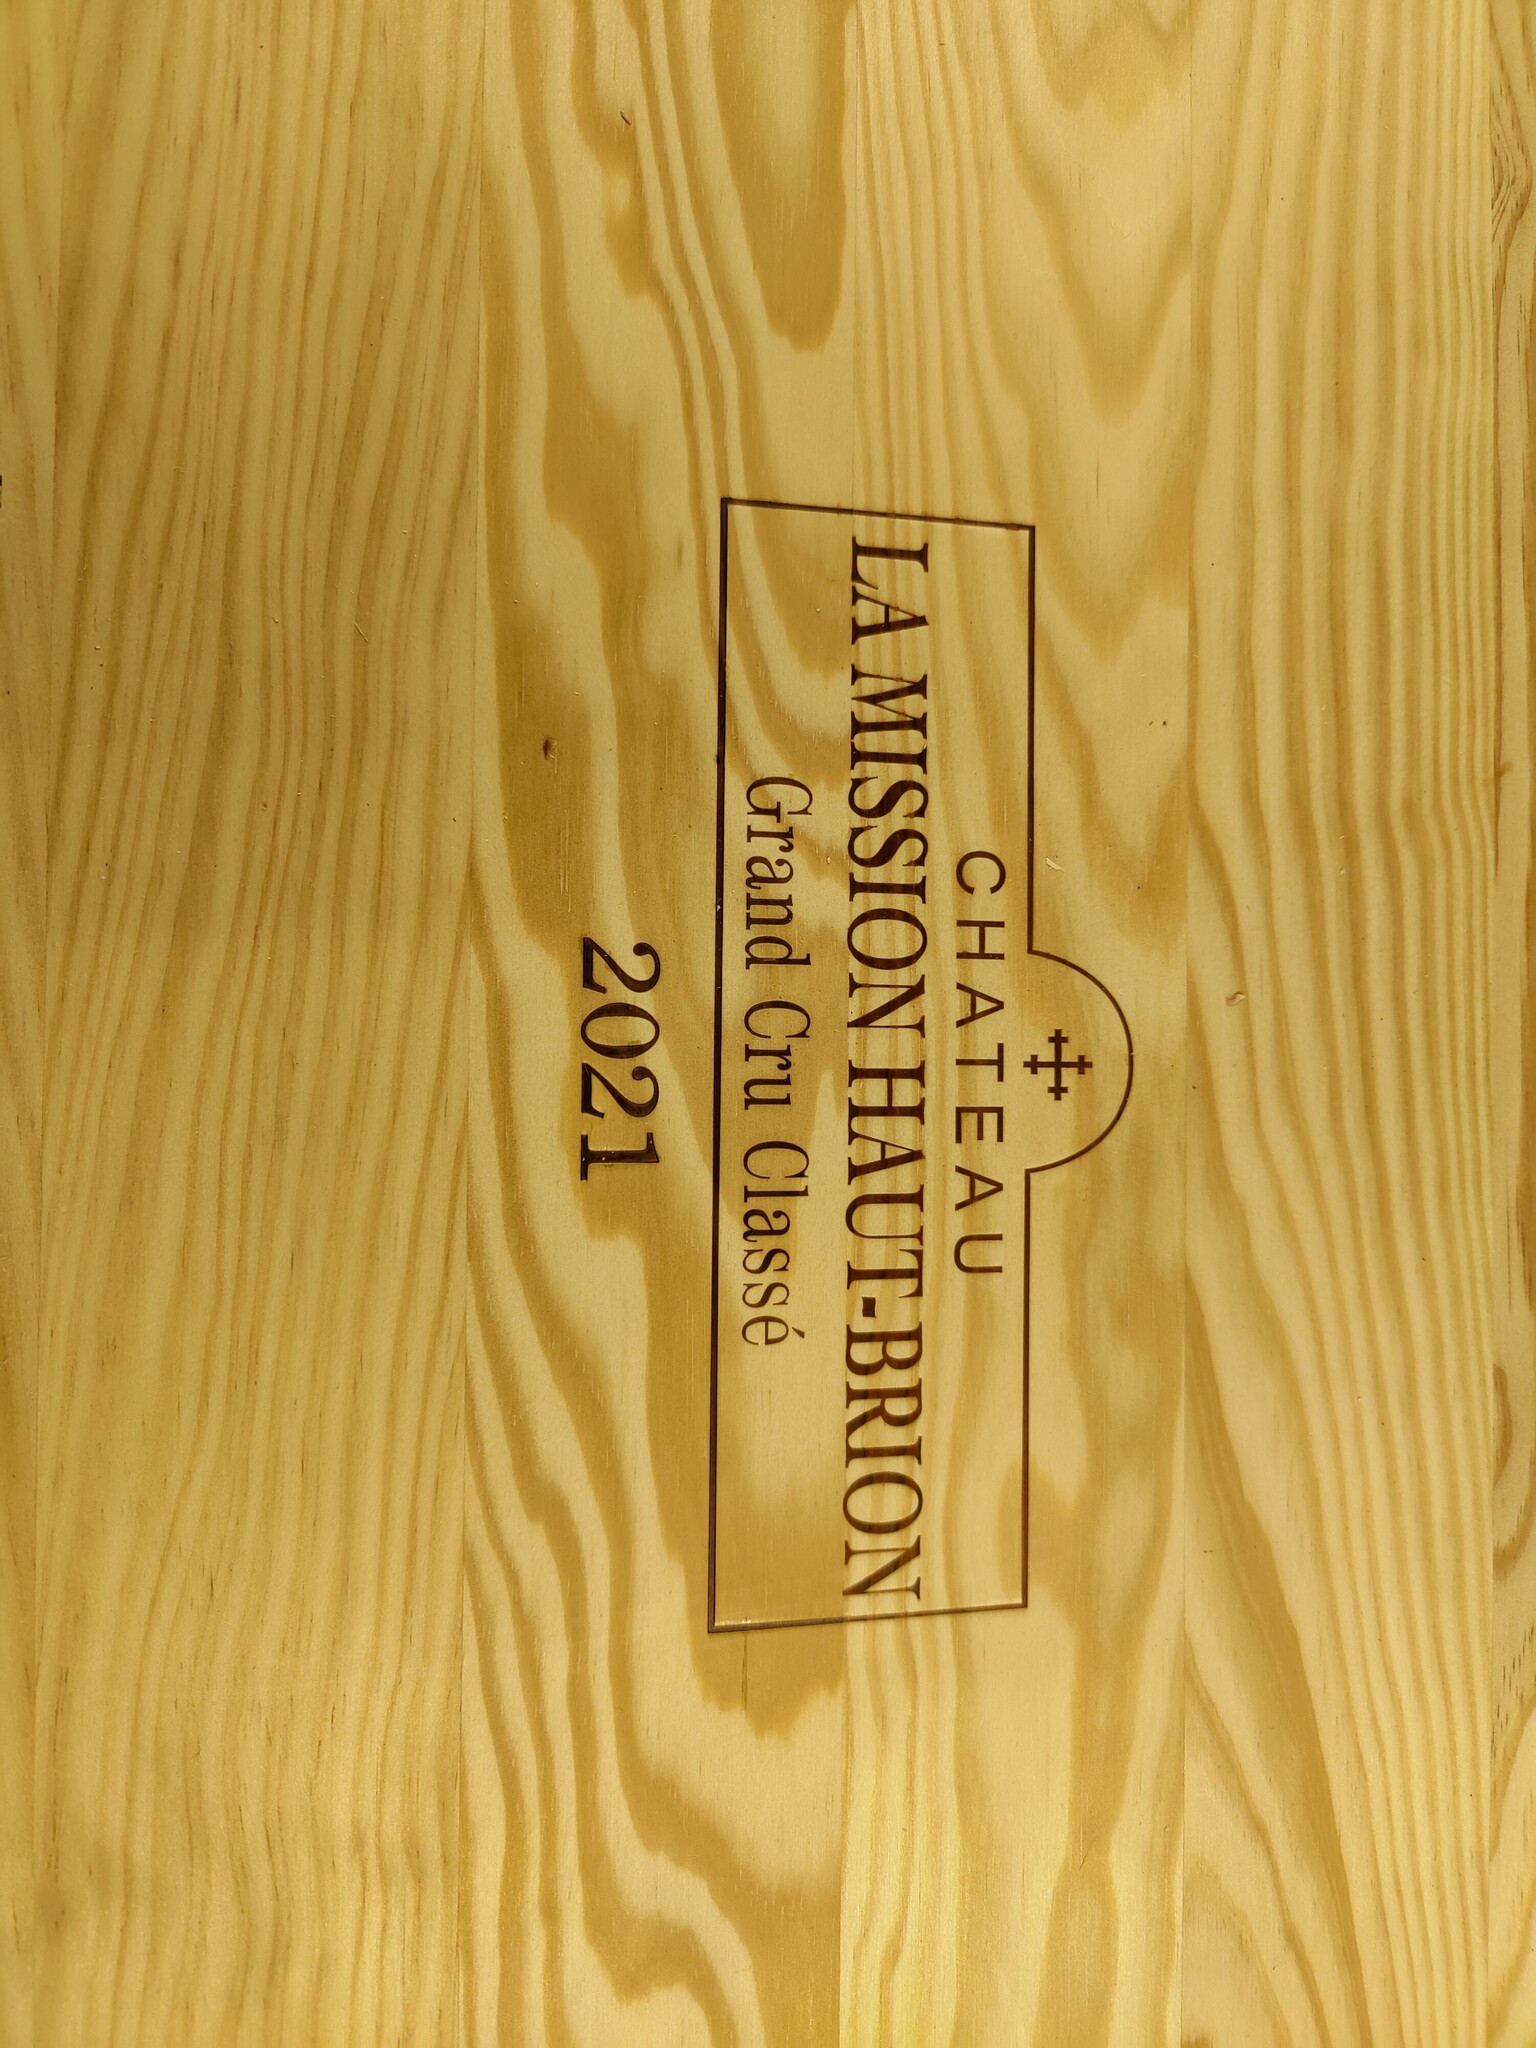 CHATEAU
LA MISSION HAUT-BRION
Grand Cru Classé
2021